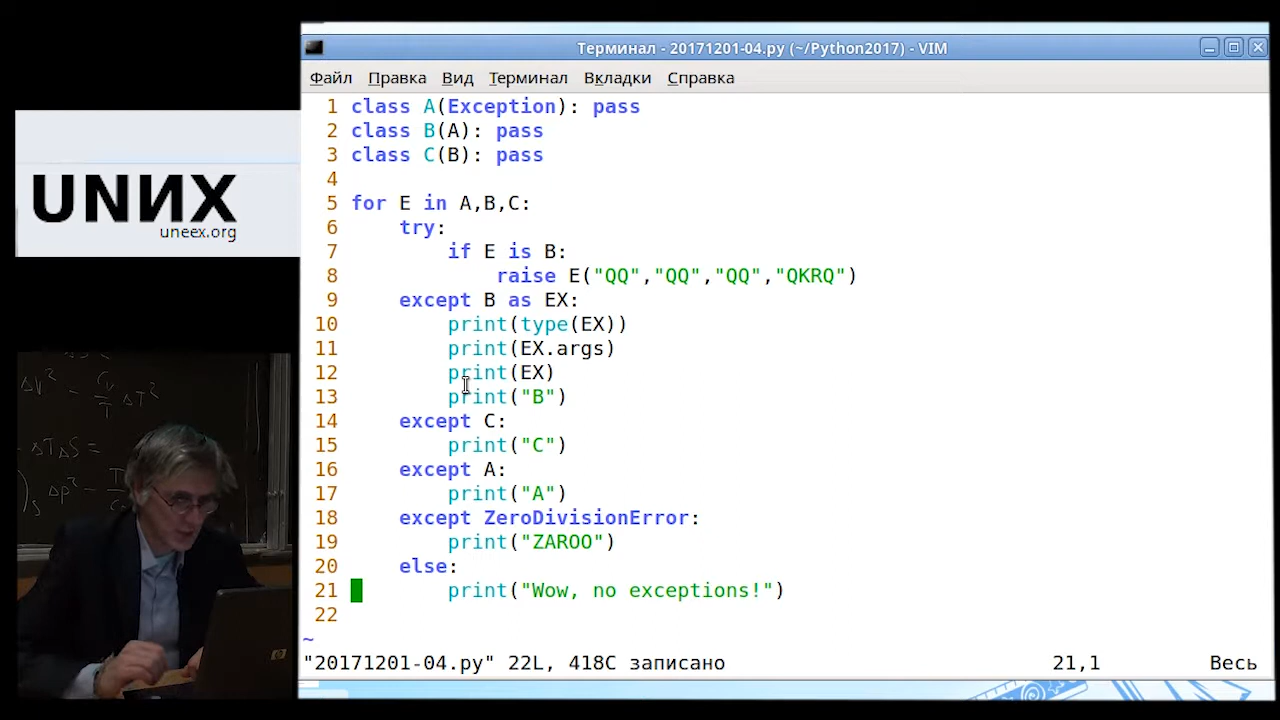 Терминал - 20171201-04.py (~/Python2017) - VIM
Файл Правка Вид Терминал Вкладки Справка
1 class A(Exception): pass
2 class B(A): pass
3 class C(B): pass
4
5 for E in A,B,C:
6     try:
7         if E is B:
8             raise E("QQ","QQ","QQ","QKRQ")
9     except B as EX:
10         print(type(EX))
11         print(EX.args)
12         print(EX)
13         print("B")
14     except C:
15         print("C")
16     except A:
17         print("A")
18     except ZeroDivisionError:
19         print("ZAROO")
20     else:
21         print("Wow, no exceptions!")
22
~
"20171201-04.py" 22L, 418C записано 21,1 Весь
UNИX
uneex.org